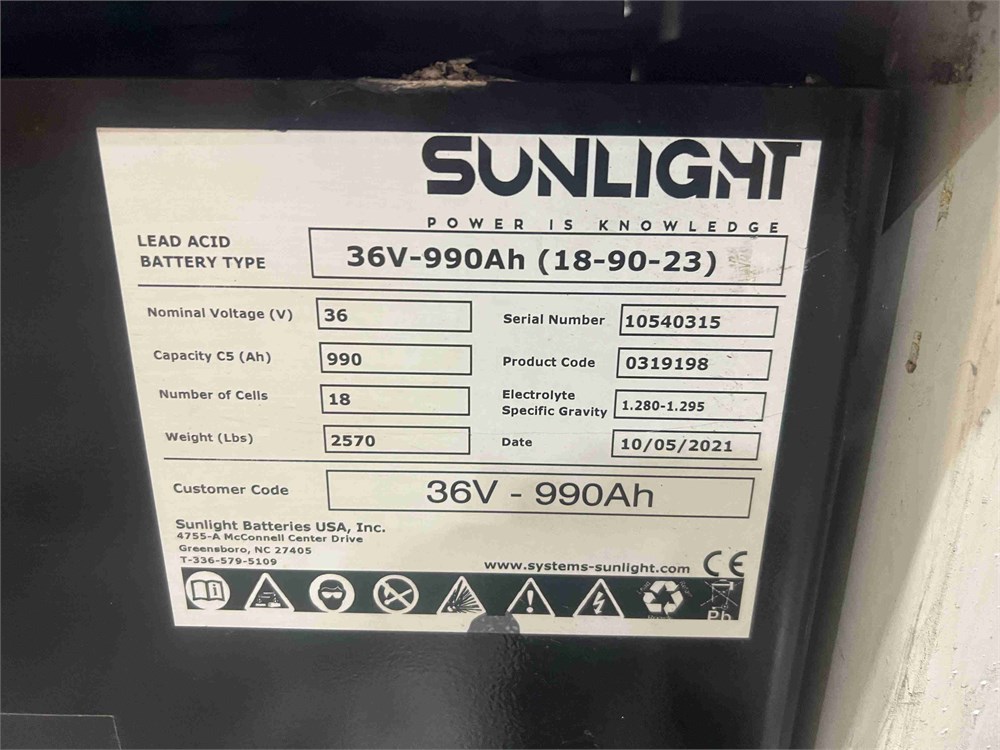 SUNLIGHT
POWER IS KNOWLEDGE
LEAD ACID
BATTERY TYPE
36V-990Ah (18-90-23)
Nominal Voltage (V) 36
Serial Number 10540315
Capacity C5 (Ah) 990
Product Code 0319198
Number of Cells 18
Electrolyte
Specific Gravity 1.280-1.295
Weight (Lbs) 2570
Date 10/05/2021
Customer Code 36V - 990Ah
Sunlight Batteries USA, Inc.
4755-A McConnell Center Drive
Greensboro, NC 27405
T-336-579-5109
www.systems-sunlight.com CE
i
Pb